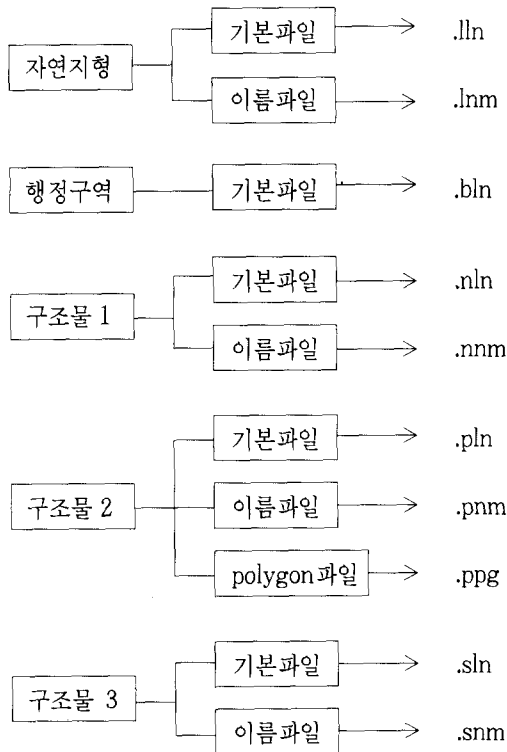 기본파일 .lln
자연지형
이름파일 .lnm
행정구역 기본파일 .bln
기본파일 .nln
구조물 1
이름파일 .nnm
기본파일 .pln
구조물 2 이름파일 .pnm
polygon파일 .ppg
기본파일 .sln
구조물 3
이름파일 .snm